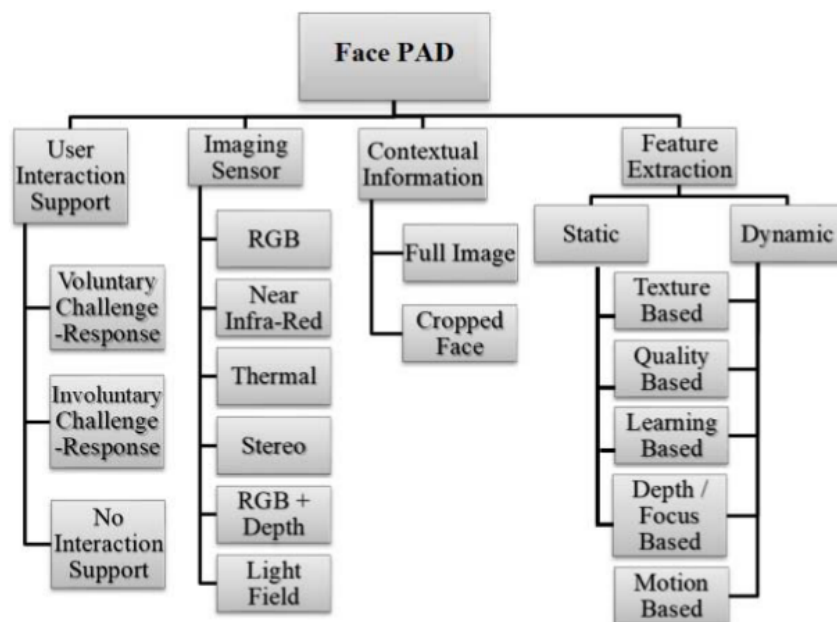 Face PAD
User
Interaction
Support
Voluntary
Challenge
-Response
Involuntary
Challenge
-Response
No
Interaction
Support
Imaging
Sensor
RGB
Near
Infra-Red
Thermal
Stereo
RGB +
Depth
Light
Field
Contextual
Information
Full Image
Cropped
Face
Feature
Extraction
Static
Dynamic
Texture
Based
Quality
Based
Learning
Based
Depth /
Focus
Based
Motion
Based